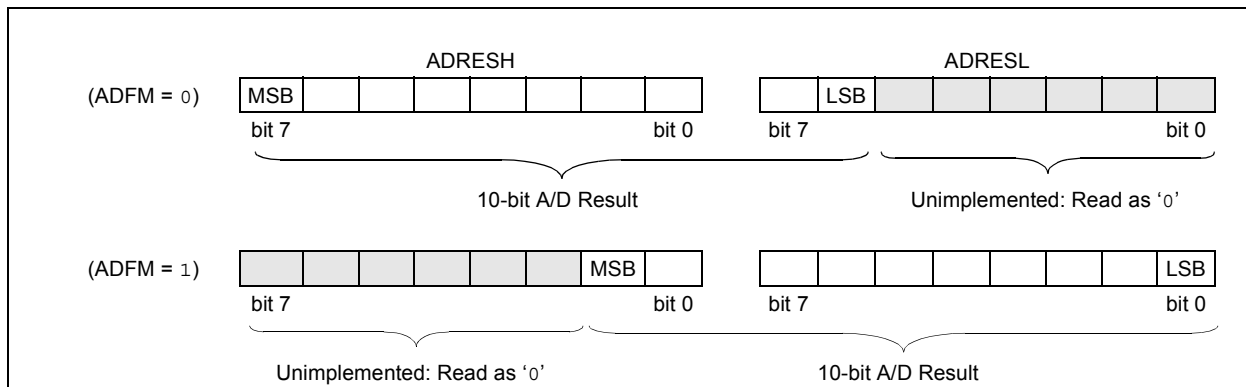 ADRESH ADRESL
(ADFM = 0) MSB LSB
bit 7 bit 0 bit 7 bit 0
10-bit A/D Result Unimplemented: Read as ‘0’
(ADFM = 1) MSB LSB
bit 7 bit 0 bit 7 bit 0
Unimplemented: Read as ‘0’ 10-bit A/D Result